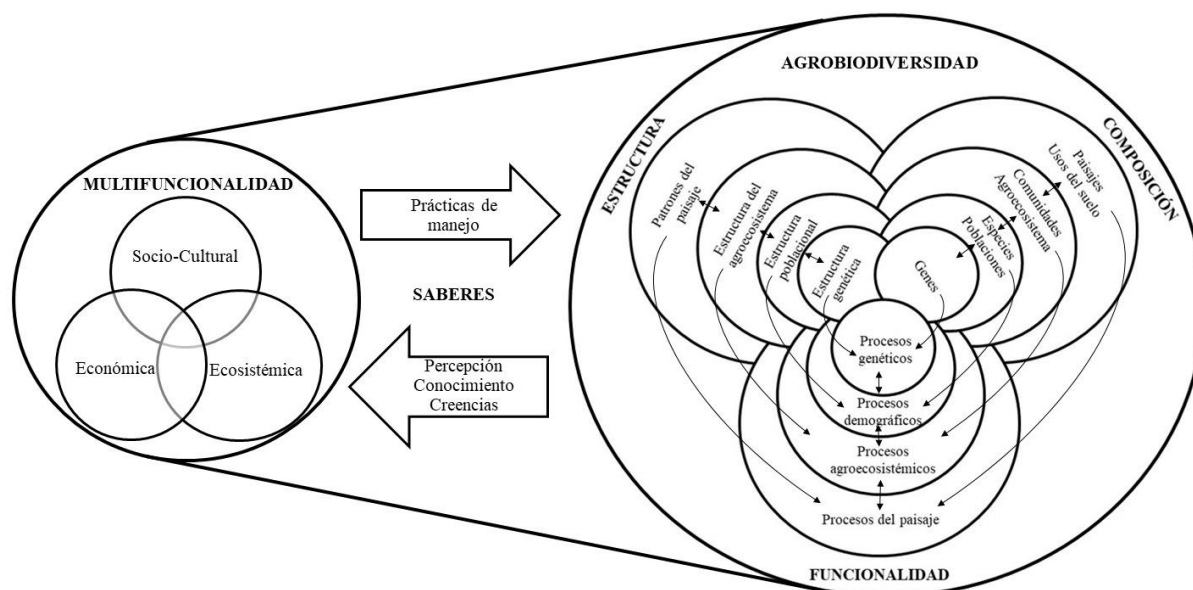 MULTIFUNCIONALIDAD
Socio-Cultural
Económica
Ecosistémica
Prácticas de
manejo
SABERES
Percepción
Conocimiento
Creencias
AGROBIODIVERSIDAD
ESTRUCTURA
Patrones del
paisaje
Estructura del
agroecosistema
Estructura
poblacional
Estructura
genética
COMPOSICIÓN
Paisajes
Usos del suelo
Comunidades
Agroecosistema
Especies
Poblaciones
Genes
Procesos
genéticos
Procesos
demográficos
Procesos
agroecosistémicos
Procesos del paisaje
FUNCIONALIDAD